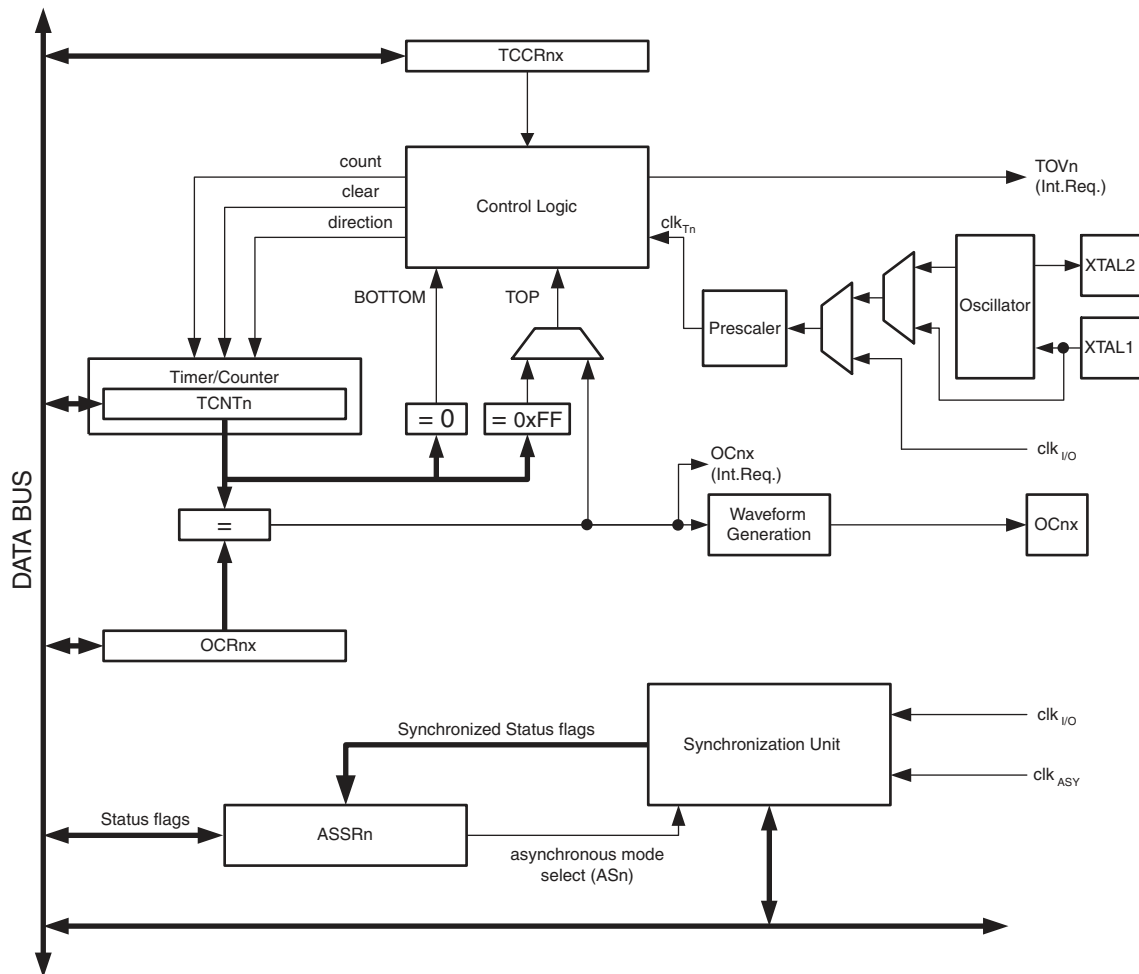 TCCRnx
count
clear
direction
Control Logic
TOVn
(Int.Req.)
clkTn
BOTTOM
TOP
Prescaler
Oscillator
XTAL2
XTAL1
Timer/Counter
TCNTn
= 0
= 0xFF
clkI/O
OCnx
(Int.Req.)
=
Waveform
Generation
OCnx
DATA BUS
OCRnx
Synchronized Status flags
Synchronization Unit
clkI/O
clkASY
Status flags
ASSRn
asynchronous mode
select (ASn)